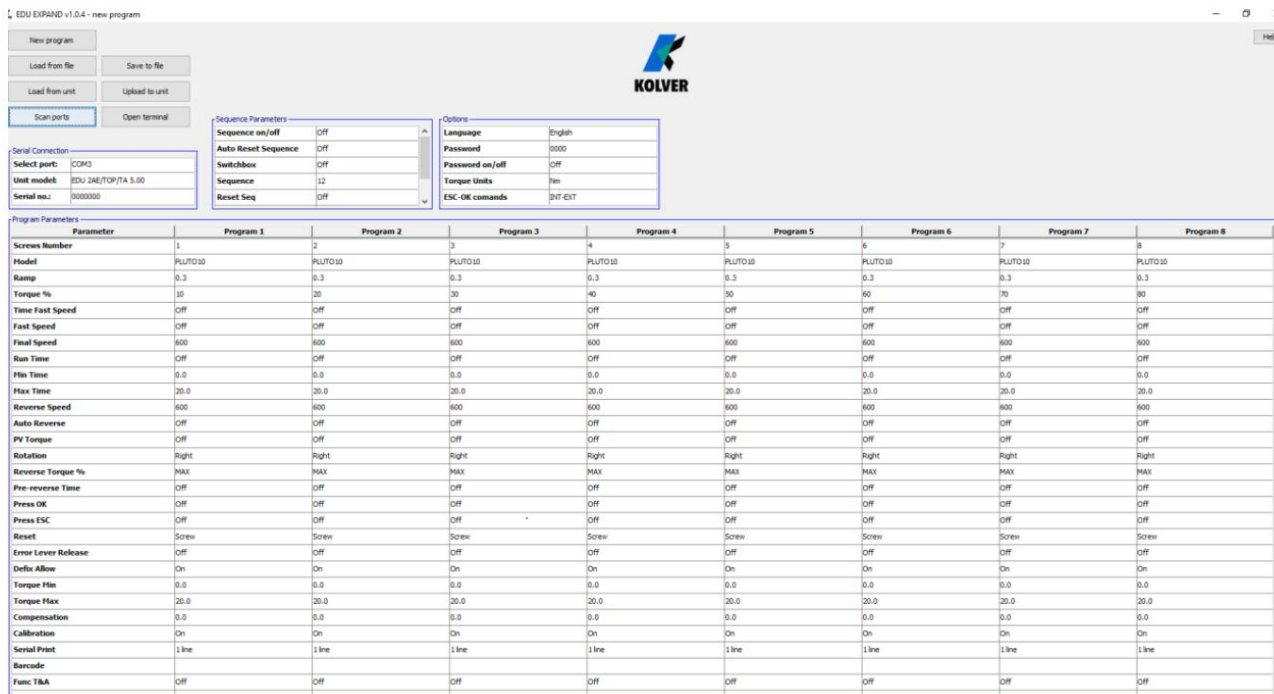 EDU EXPAND v1.0.4 - new program
New program
Load from file Save to file
Load from unit Upload to unit
Scan ports Open terminal
KOLVER
Serial Connection
Select port: COM3
Unit model: EDU 2AE/TOP/TA 5.00
Serial no.: 0000000
Sequence Parameters
Sequence on/off Off
Auto Reset Sequence Off
Switchbox Off
Sequence 12
Reset Seq Off
Options
Language English
Password 0000
Password on/off Off
Torque Units Nm
ESC-OK comands INT-EXT
Program Parameters
Parameter Program 1 Program 2 Program 3 Program 4 Program 5 Program 6 Program 7 Program 8
Screws Number 1 2 3 4 5 6 7 8
Model PLUTO10 PLUTO10 PLUTO10 PLUTO10 PLUTO10 PLUTO10 PLUTO10 PLUTO10
Ramp 0.3 0.3 0.3 0.3 0.3 0.3 0.3 0.3
Torque % 10 20 30 40 50 60 70 80
Time Fast Speed Off Off Off Off Off Off Off Off
Fast Speed Off Off Off Off Off Off Off Off
Final Speed 600 600 600 600 600 600 600 600
Run Time Off Off Off Off Off Off Off Off
Min Time 0.0 0.0 0.0 0.0 0.0 0.0 0.0 0.0
Max Time 20.0 20.0 20.0 20.0 20.0 20.0 20.0 20.0
Reverse Speed 600 600 600 600 600 600 600 600
Auto Reverse Off Off Off Off Off Off Off Off
PV Torque Off Off Off Off Off Off Off Off
Rotation Right Right Right Right Right Right Right Right
Reverse Torque % MAX MAX MAX MAX MAX MAX MAX MAX
Pre-reverse Time Off Off Off Off Off Off Off Off
Press OK Off Off Off Off Off Off Off Off
Press ESC Off Off Off Off Off Off Off Off
Reset Screw Screw Screw Screw Screw Screw Screw Screw
Error Lever Release Off Off Off Off Off Off Off Off
Defix Allow On On On On On On On On
Torque Min 0.0 0.0 0.0 0.0 0.0 0.0 0.0 0.0
Torque Max 20.0 20.0 20.0 20.0 20.0 20.0 20.0 20.0
Compensation 0.0 0.0 0.0 0.0 0.0 0.0 0.0 0.0
Calibration On On On On On On On On
Serial Print 1 line 1 line 1 line 1 line 1 line 1 line 1 line 1 line
Barcode
Func T&A Off Off Off Off Off Off Off Off